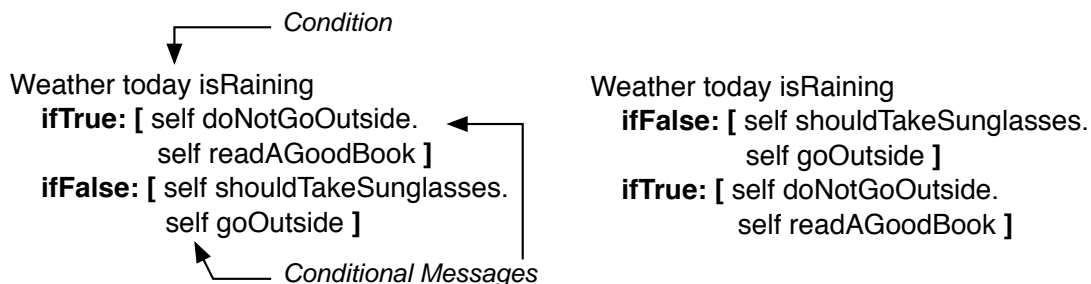 Condition
Weather today isRaining
ifTrue: [ self doNotGoOutside.
self readAGoodBook ]
ifFalse: [ self shouldTakeSunglasses.
self goOutside ]
Conditional Messages
Weather today isRaining
ifFalse: [ self shouldTakeSunglasses.
self goOutside ]
ifTrue: [ self doNotGoOutside.
self readAGoodBook ]